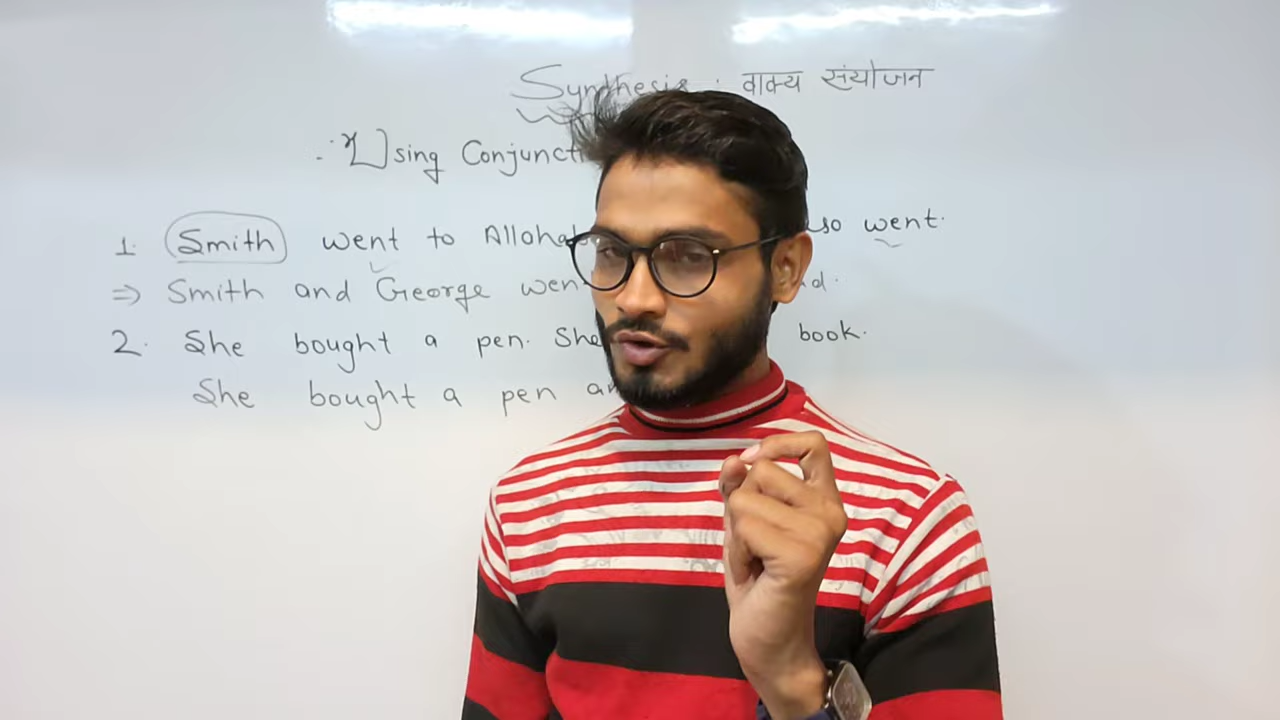 Synthesis : वाक्य संयोजन
Using Conjuncti
1. Smith went to Allohab so went.
⇒ Smith and George wen d.
2. She bought a pen. She book.
She bought a pen an